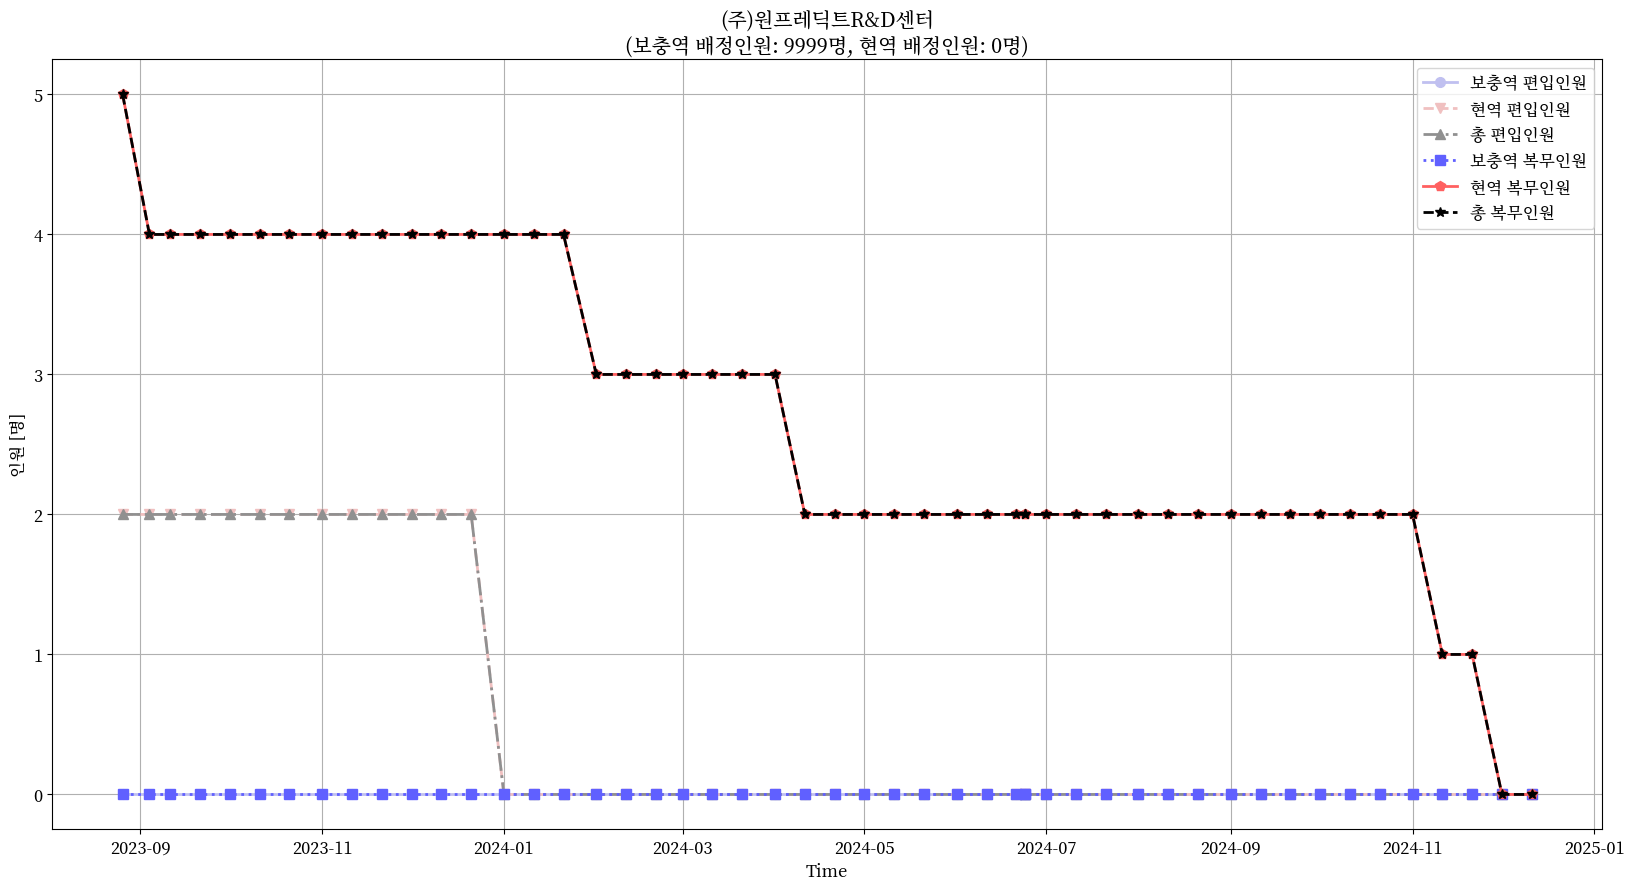 (주)원프레딕트R&D센터
(보충역 배정인원: 9999명, 현역 배정인원: 0명)
보충역 편입인원
현역 편입인원
총 편입인원
보충역 복무인원
현역 복무인원
총 복무인원
인원 [명]
5
4
3
2
1
0
2023-09
2023-11
2024-01
2024-03
2024-05
2024-07
2024-09
2024-11
2025-01
Time